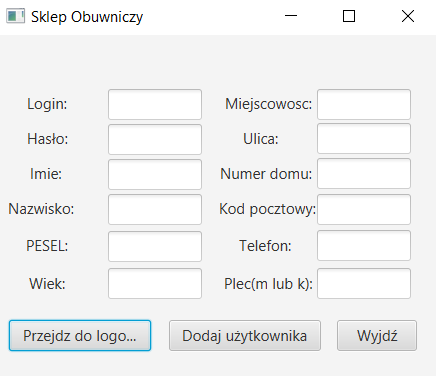 Sklep Obuwniczy
Login: Miejscowosc:
Hasło: Ulica:
Imie: Numer domu:
Nazwisko: Kod pocztowy:
PESEL: Telefon:
Wiek: Plec(m lub k):
Przejdz do logo... Dodaj użytkownika Wyjdź